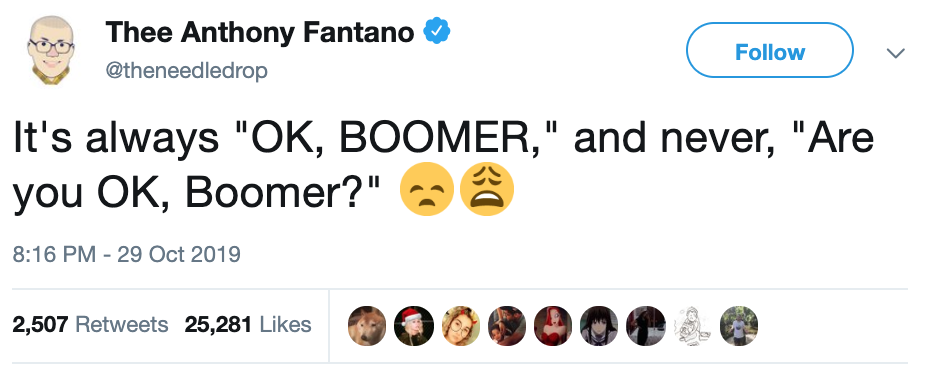 Thee Anthony Fantano
@theneedledrop
Follow
It's always "OK, BOOMER," and never, "Are
you OK, Boomer?" 😞😩
8:16 PM - 29 Oct 2019
2,507 Retweets 25,281 Likes